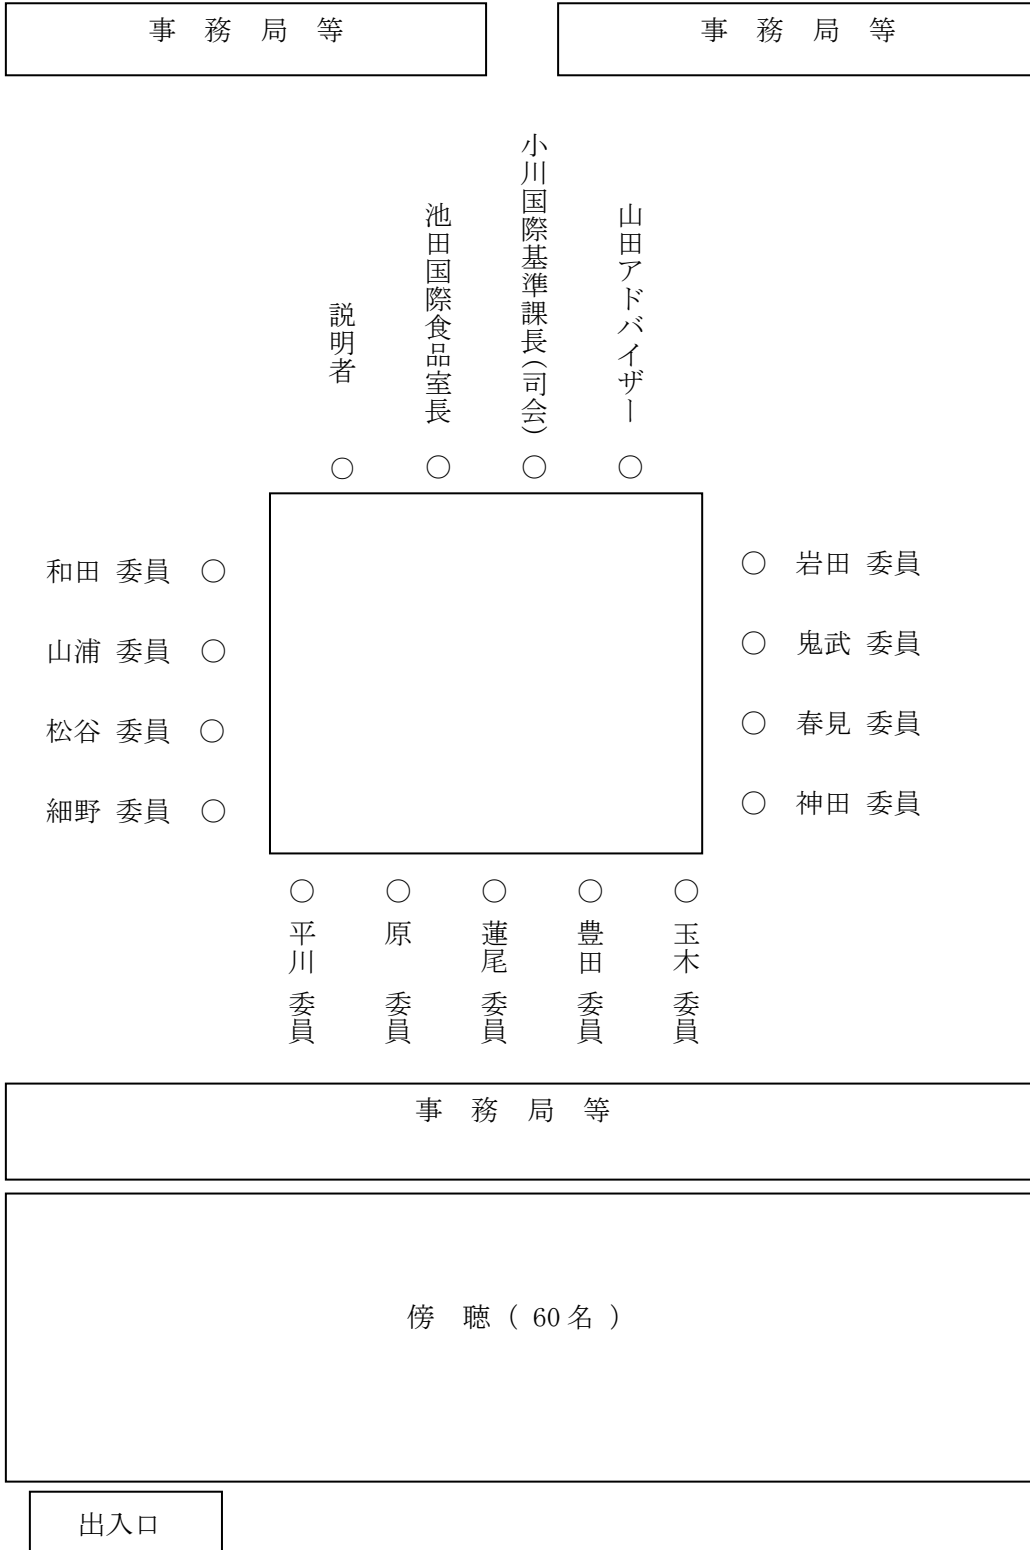 事 務 局 等
事 務 局 等
説明者
池田国際食品室長
小川国際基準課長(司会)
山田アドバイザー
○ ○ ○ ○
和田 委員 ○
○ 岩田 委員
山浦 委員 ○
○ 鬼武 委員
松谷 委員 ○
○ 春見 委員
細野 委員 ○
○ 神田 委員
○ ○ ○ ○ ○
平川 委員
原 委員
蓮尾 委員
豊田 委員
玉木 委員
事 務 局 等
傍 聴 ( 60名 )
出入口